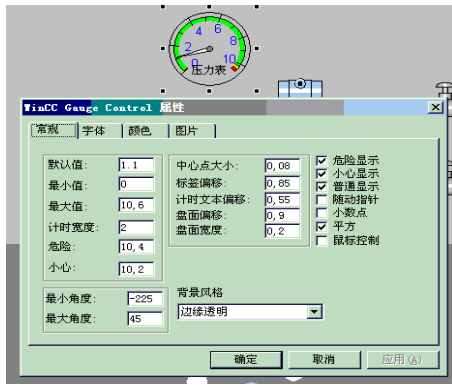 4 6
2 8
0 10
压力表
WinCC Gauge Control 属性
常规 字体 颜色 图片
默认值: 1.1
最小值: 0
最大值: 10,6
计时宽度: 2
危险: 10,4
小心: 10,2
中心点大小: 0,08
标签偏移: 0,85
计时文本偏移: 0,55
盘面偏移: 0,9
盘面宽度: 0,2
危险显示
小心显示
普通显示
随动指针
小数点
平方
鼠标控制
最小角度: -225
最大角度: 45
背景风格
边缘透明
确定 取消 应用(A)